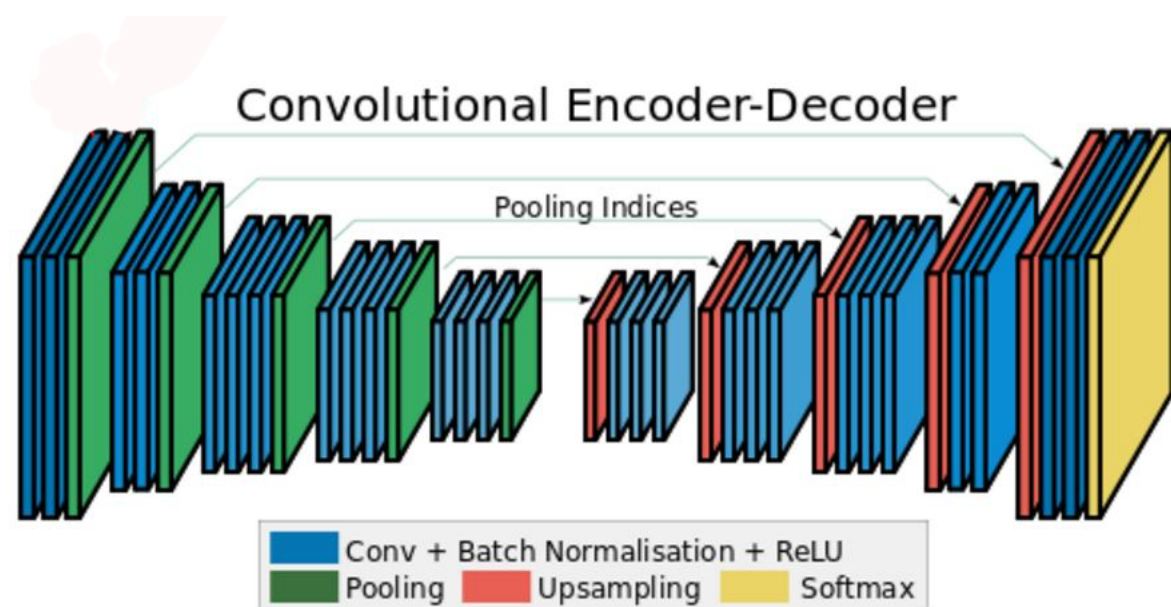 Convolutional Encoder-Decoder
Pooling Indices
Conv + Batch Normalisation + ReLU
Pooling Upsampling Softmax